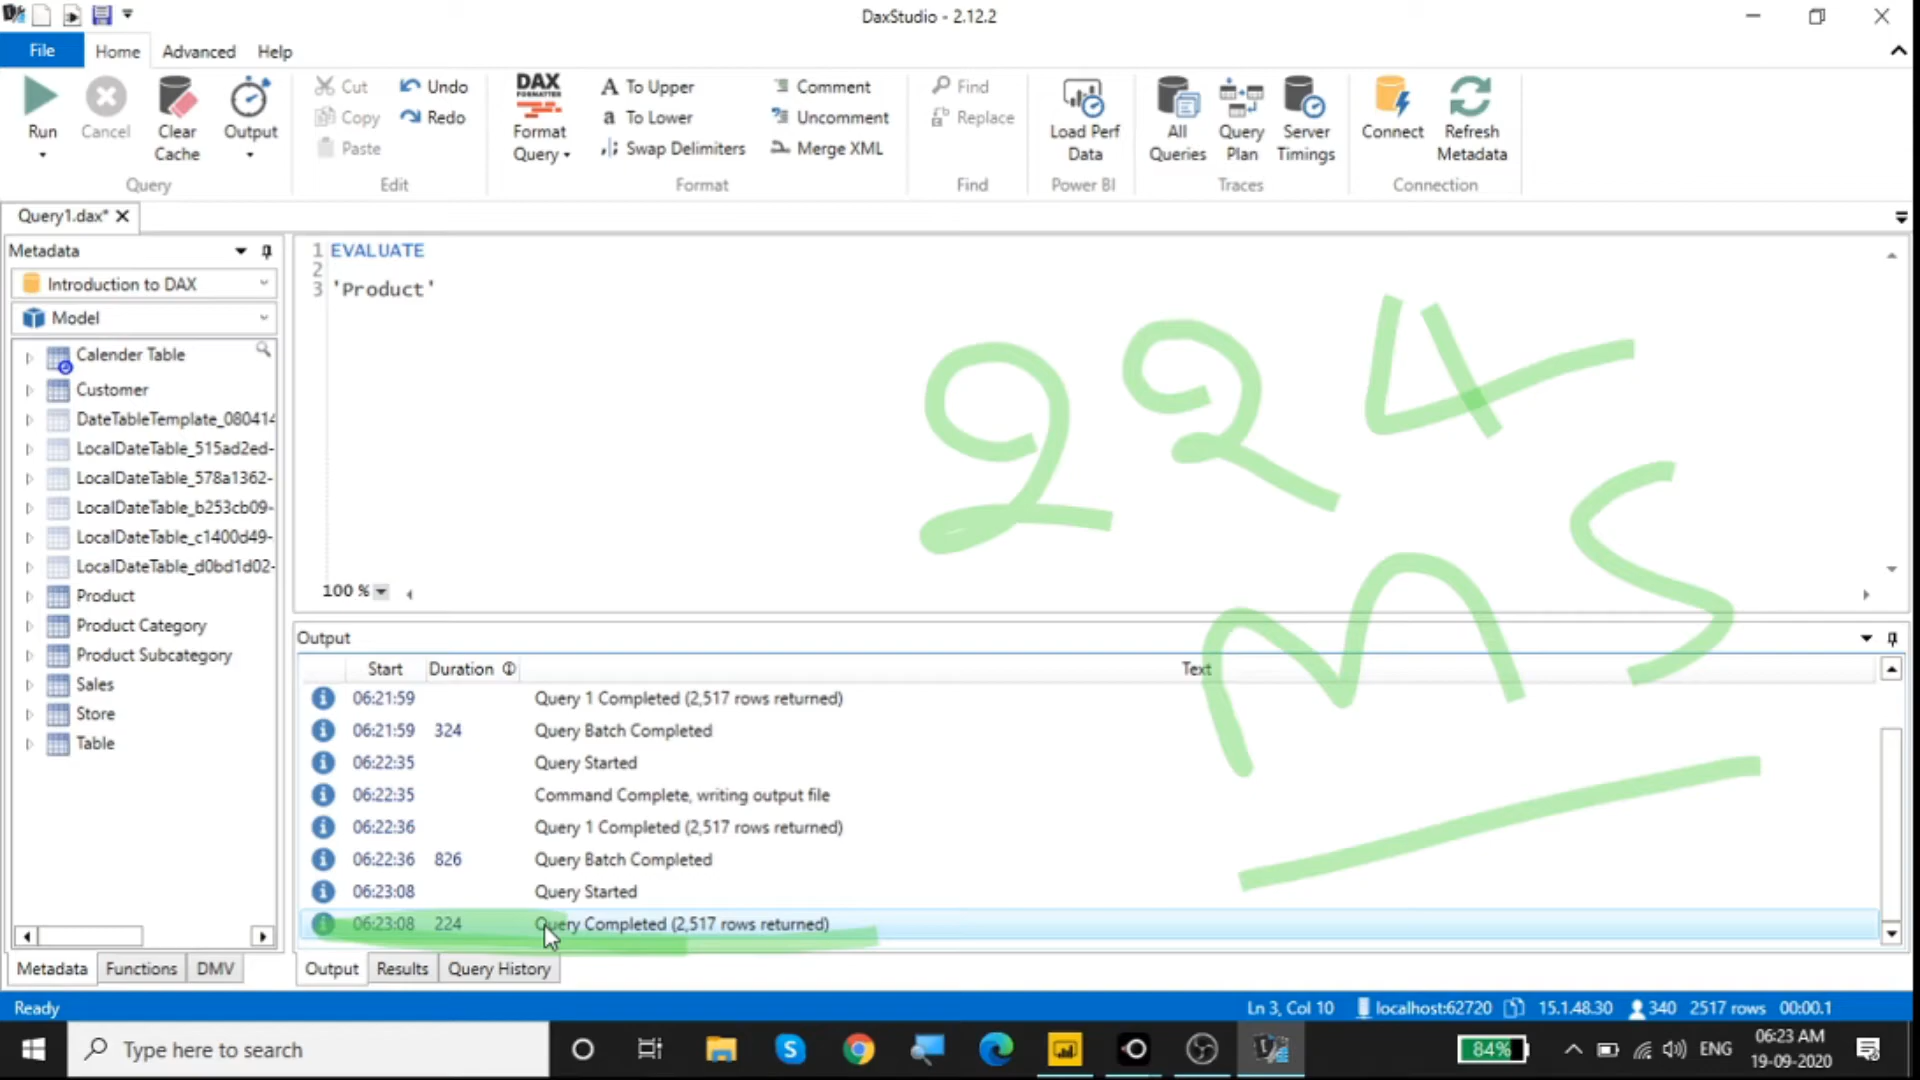 DaxStudio - 2.12.2
File Home Advanced Help
Run
Cancel
Clear Cache
Output
Query
Cut
Copy
Paste
Undo
Redo
Edit
DAX
FORMATTER
Format Query
To Upper
To Lower
Swap Delimiters
Comment
Uncomment
Merge XML
Format
Find
Replace
Find
Load Perf Data
Power BI
All Queries
Query Plan
Server Timings
Traces
Connect
Refresh Metadata
Connection
Query1.dax*
Metadata
Introduction to DAX
Model
Calender Table
Customer
DateTableTemplate_080414
LocalDateTable_515ad2ed-
LocalDateTable_578a1362-
LocalDateTable_b253cb09-
LocalDateTable_c1400d49-
LocalDateTable_d0bd1d02-
Product
Product Category
Product Subcategory
Sales
Store
Table
Metadata Functions DMV
1 EVALUATE
2
3 'Product'
100 %
224
MS
Output
Start Duration Text
06:21:59 Query 1 Completed (2,517 rows returned)
06:21:59 324 Query Batch Completed
06:22:35 Query Started
06:22:35 Command Complete, writing output file
06:22:36 Query 1 Completed (2,517 rows returned)
06:22:36 826 Query Batch Completed
06:23:08 Query Started
06:23:08 224 Query Completed (2,517 rows returned)
Output Results Query History
Ready Ln 3, Col 10 localhost:62720 15.1.48.30 340 2517 rows 00:00.1
Type here to search
84%
ENG
06:23 AM
19-09-2020